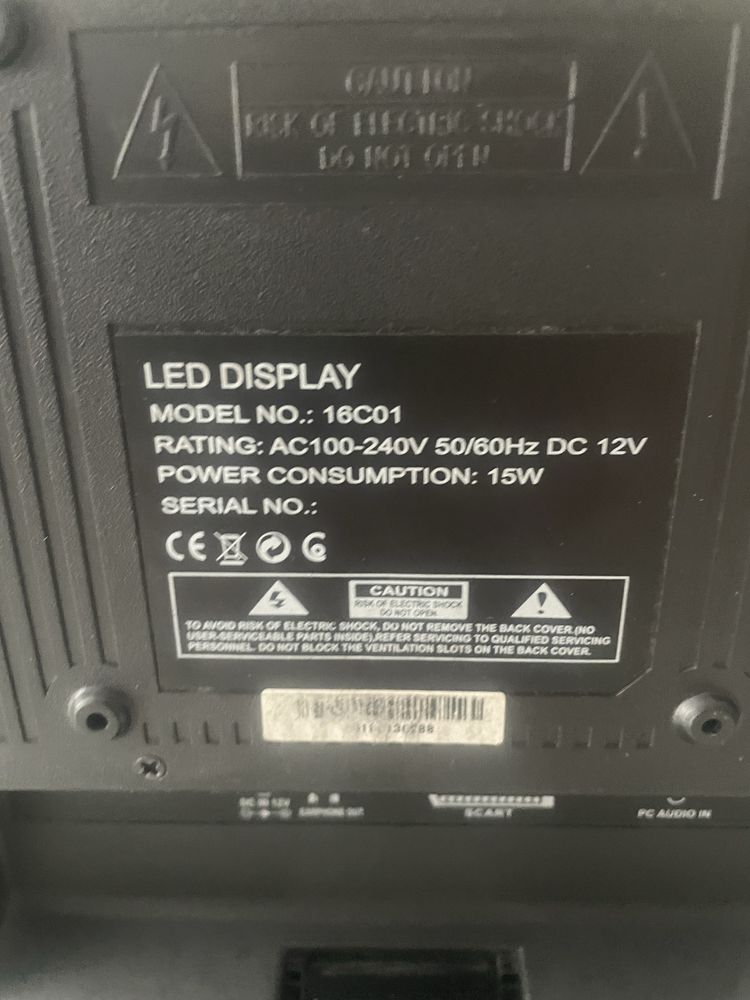 CAUTION
RISK OF ELECTRIC SHOCK
DO NOT OPEN
LED DISPLAY
MODEL NO.: 16C01
RATING: AC100-240V 50/60Hz DC 12V
POWER CONSUMPTION: 15W
SERIAL NO.:
CE
CAUTION
RISK OF ELECTRIC SHOCK
DO NOT OPEN
TO AVOID RISK OF ELECTRIC SHOCK, DO NOT REMOVE THE BACK COVER.(NO
USER-SERVICEABLE PARTS INSIDE),REFER SERVICING TO QUALIFIED SERVICING
PERSONNEL. DO NOT BLOCK THE VENTILATION SLOTS ON THE BACK COVER.
DC IN 12V
EARPHONE OUT
SCART
PC AUDIO IN